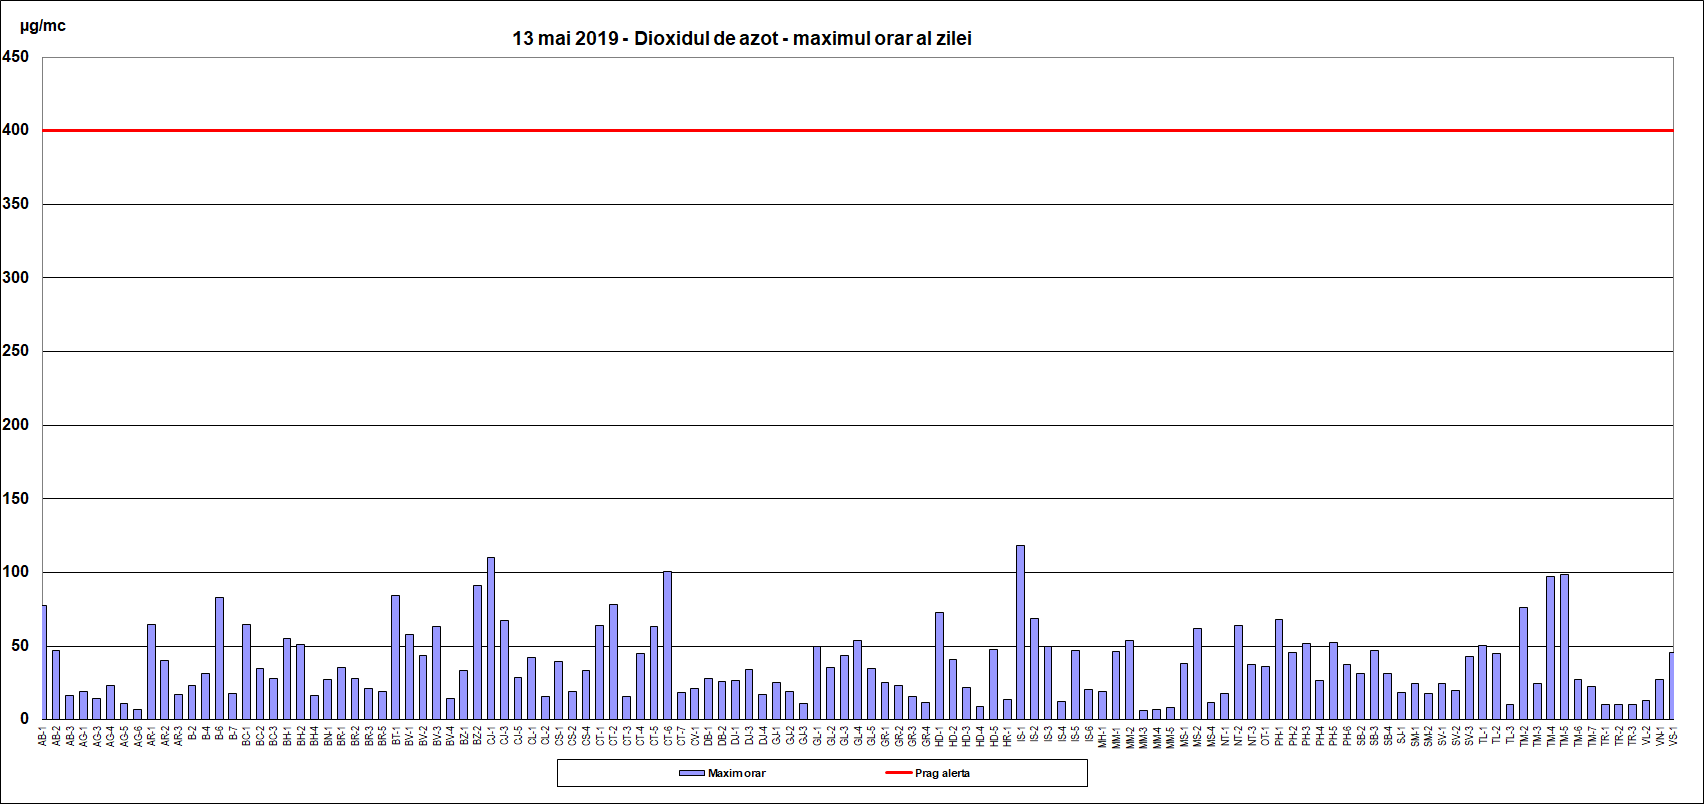 µg/mc
13 mai 2019 - Dioxidul de azot - maximul orar al zilei
450
400
350
300
250
200
150
100
50
0
AB-1 AB-2 AB-3 AG-1 AG-3 AG-4 AG-5 AG-6 AR-1 AR-2 AR-3 B-2 B-4 B-6 B-7 BC-1 BC-2 BC-3 BH-1 BH-2 BH-4 BN-1 BR-1 BR-2 BR-3 BR-5 BT-1 BV-1 BV-2 BV-3 BV-4 BZ-1 BZ-2 CJ-1 CJ-3 CJ-5 CL-1 CL-2 CS-1 CS-2 CS-4 CT-1 CT-2 CT-3 CT-4 CT-5 CT-6 CT-7 CV-1 DB-1 DB-2 DJ-1 DJ-3 DJ-4 GJ-1 GJ-2 GJ-3 GL-1 GL-2 GL-3 GL-4 GL-5 GR-1 GR-2 GR-3 GR-4 HD-1 HD-2 HD-3 HD-4 HD-5 HR-1 IS-1 IS-2 IS-3 IS-4 IS-5 IS-6 MH-1 MM-1 MM-2 MM-3 MM-4 MM-5 MS-1 MS-2 MS-4 NT-1 NT-2 NT-3 OT-1 PH-1 PH-2 PH-3 PH-4 PH-5 PH-6 SB-2 SB-3 SB-4 SJ-1 SM-1 SM-2 SV-1 SV-2 SV-3 TL-1 TL-2 TL-3 TM-2 TM-3 TM-4 TM-5 TM-6 TM-7 TR-1 TR-2 TR-3 VL-2 VN-1 VS-1
Maxim orar Prag alerta